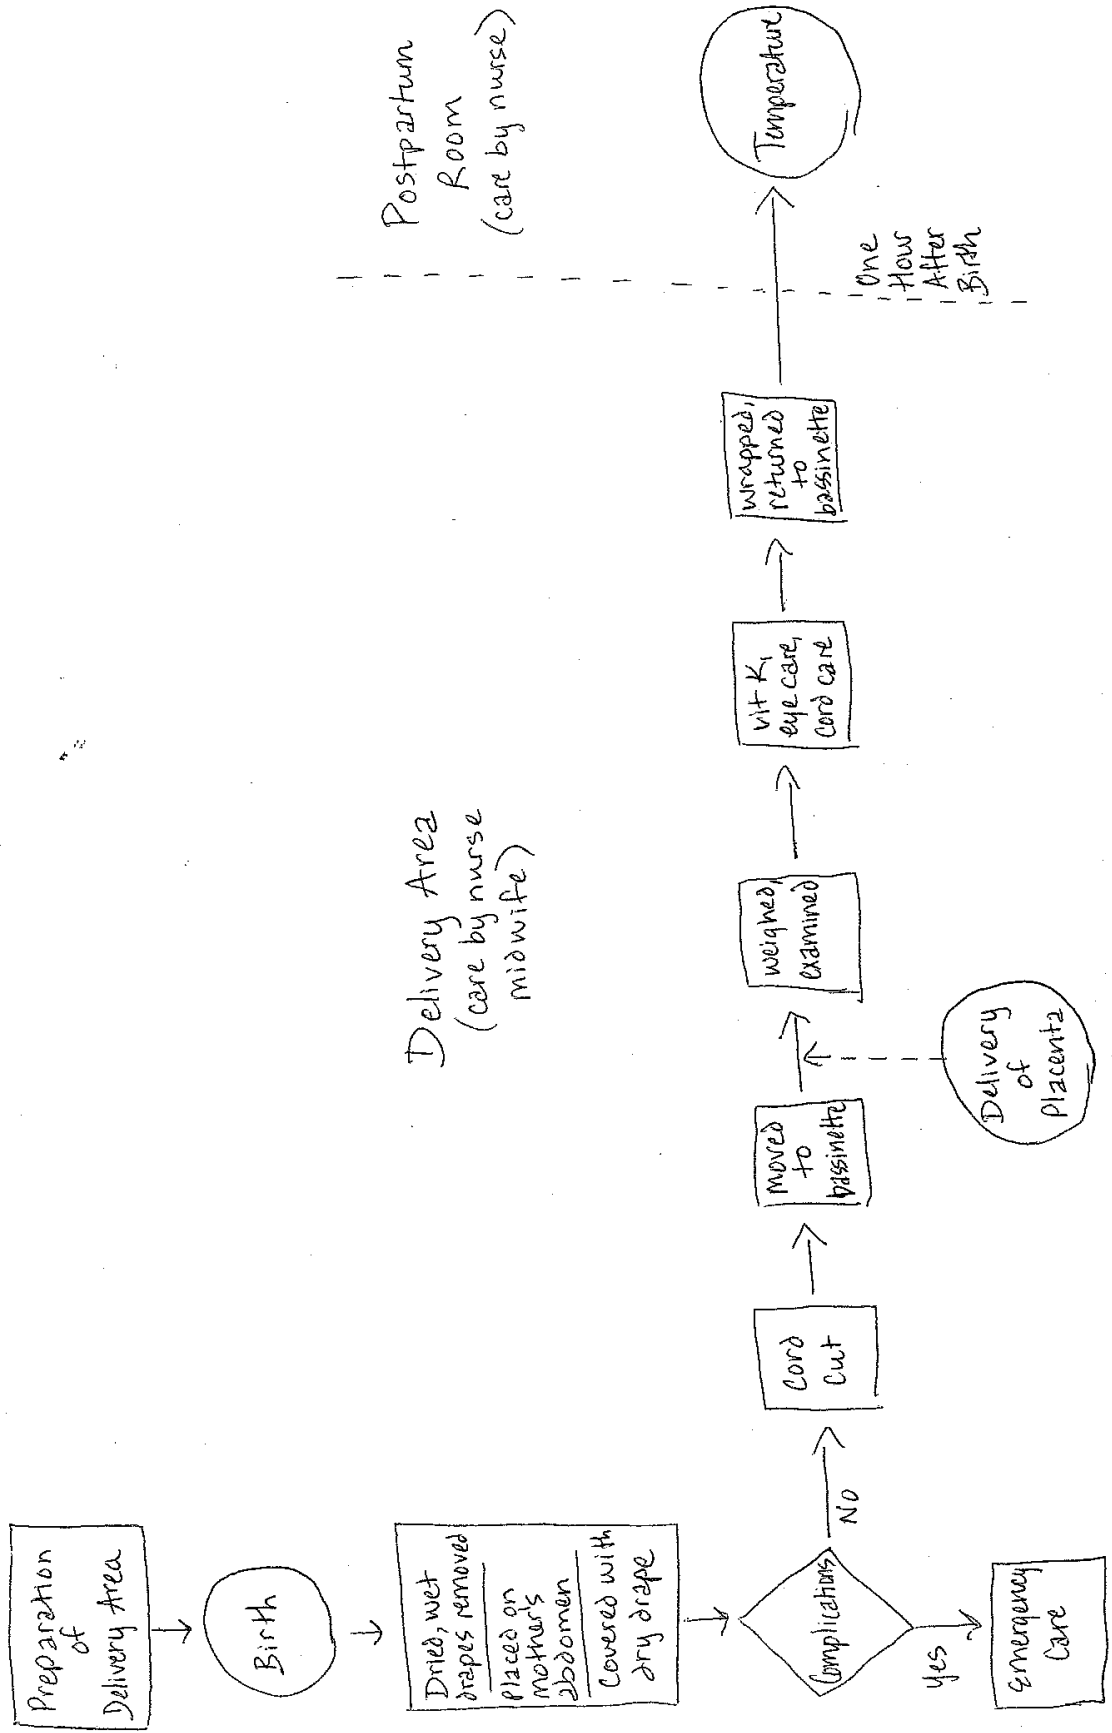 Preparation
of
Delivery Area
Birth
Dried, wet
drapes removed
Placed on
mother's
abdomen
Covered with
dry drape
Complications
Yes
No
Emergency
Care
Cord
Cut
Moved
to
bassinette
Delivery
of
Placenta
Weighed,
examined
Vit K,
eye care,
cord care
Wrapped,
returned
to
bassinette
Delivery Area
(care by nurse
midwife)
One
Hour
After
Birth
Postpartum
Room
(care by nurse)
Temperature